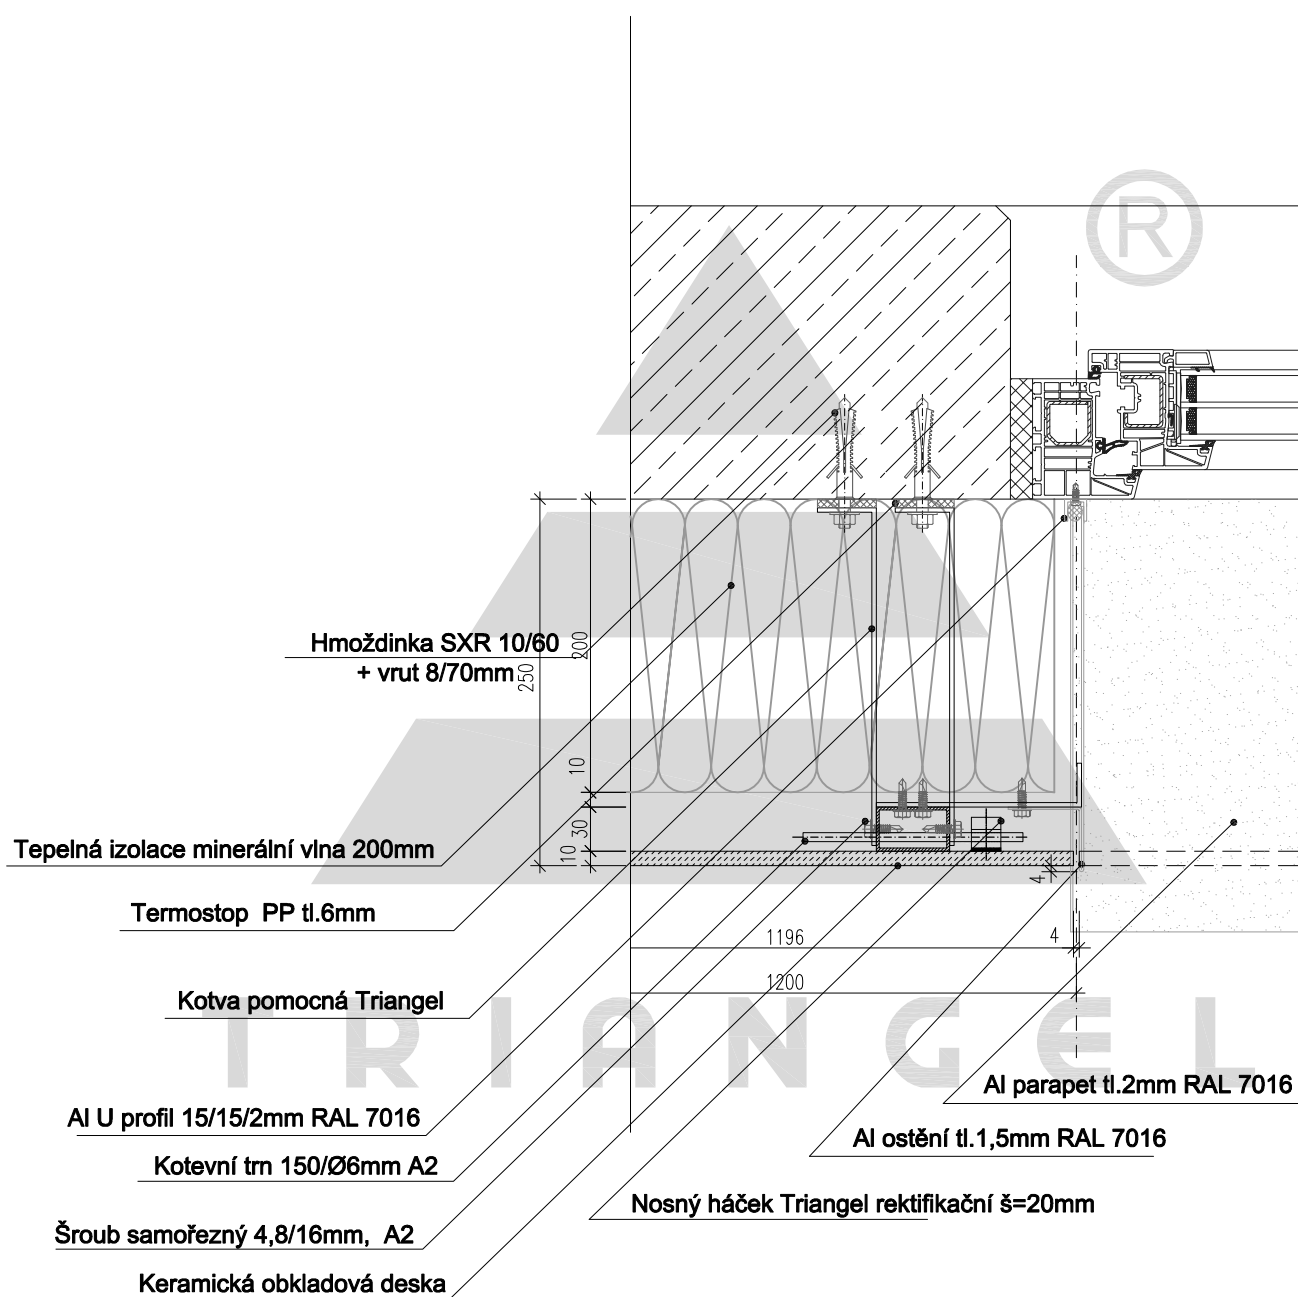 ®
Hmoždinka SXR 10/60
+ vrut 8/70mm
200
250
10
30
10
Tepelná izolace minerální vlna 200mm
Termostop PP tl.6mm
4
1196
4
1200
Kotva pomocná Triangel
TRIANGEL
Al parapet tl.2mm RAL 7016
Al U profil 15/15/2mm RAL 7016
Al ostění tl.1,5mm RAL 7016
Kotevní trn 150/Ø6mm A2
Nosný háček Triangel rektifikační š=20mm
Šroub samořezný 4,8/16mm, A2
Keramická obkladová deska